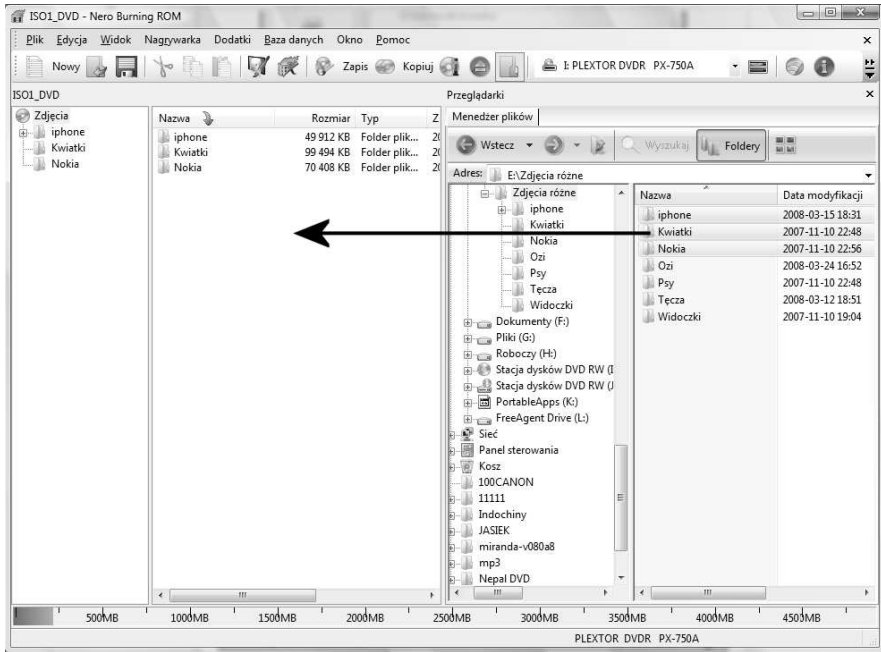 ISO1_DVD - Nero Burning ROM
Plik Edycja Widok Nagrywarka Dodatki Baza danych Okno Pomoc
Nowy Zapis Kopiuj I: PLEXTOR DVDR PX-750A
ISO1_DVD
Zdjęcia
iphone
Kwiatki
Nokia
Nazwa Rozmiar Typ Z
iphone 49 912 KB Folder plik... 20
Kwiatki 99 494 KB Folder plik... 20
Nokia 70 408 KB Folder plik... 20
Przeglądarki
Menedżer plików
Wstecz Wyszukaj Foldery
Adres: E:\Zdjęcia różne
Zdjęcia różne
iphone
Kwiatki
Nokia
Ozi
Psy
Tęcza
Widoczki
Dokumenty (F:)
Pliki (G:)
Roboczy (H:)
Stacja dysków DVD RW (I
Stacja dysków DVD RW (J
PortableApps (K:)
FreeAgent Drive (L:)
Sieć
Panel sterowania
Kosz
100CANON
11111
Indochiny
JASIEK
miranda-v080a8
mp3
Nepal DVD
Nazwa Data modyfikacji
iphone 2008-03-15 18:31
Kwiatki 2007-11-10 22:48
Nokia 2007-11-10 22:56
Ozi 2008-03-24 16:52
Psy 2007-11-10 22:48
Tęcza 2008-03-12 18:51
Widoczki 2007-11-10 19:04
500MB 1000MB 1500MB 2000MB 2500MB 3000MB 3500MB 4000MB 4503MB
PLEXTOR DVDR PX-750A